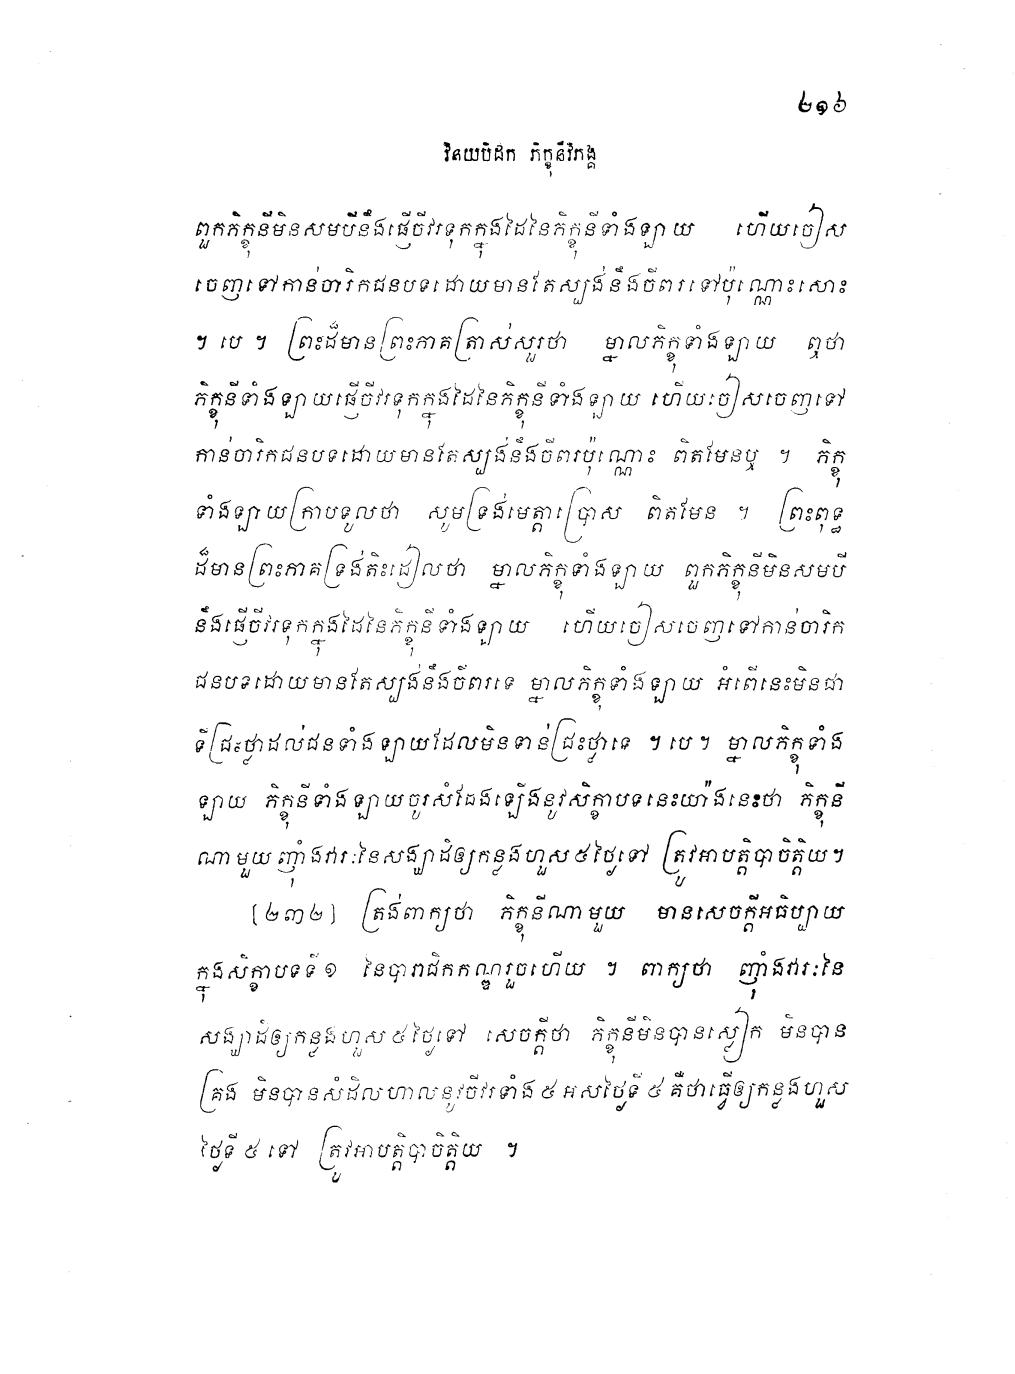 ២១៦
វិនយបិដក ភិក្ខុនីវិភង្គ
ពួកភិក្ខុនីមិនសមបីនឹងផ្ញើចីវរទុកក្នុងដៃនៃភិក្ខុនីទាំងឡាយ ហើយចៀស
ចេញទៅកាន់ចារិកជនបទដោយមានតែស្បង់នឹងចីពរទៅប៉ុណ្ណោះសោះ
។ បេ ។ ព្រះដ៏មានព្រះភាគត្រាស់សួរថា ម្នាលភិក្ខុទាំងឡាយ ឮថា
ភិក្ខុនីទាំងឡាយផ្ញើចីវរទុកក្នុងដៃនៃភិក្ខុនីទាំងឡាយ ហើយចៀសចេញទៅ
កាន់ចារិកជនបទដោយមានតែស្បង់នឹងចីពរប៉ុណ្ណោះ ពិតមែនឬ ។ ភិក្ខុ
ទាំងឡាយក្រាបទូលថា សូមទ្រង់មេត្តាប្រោស ពិតមែន ។ ព្រះពុទ្ធ
ដ៏មានព្រះភាគទ្រង់តិះដៀលថា ម្នាលភិក្ខុទាំងឡាយ ពួកភិក្ខុនីមិនសមបី
នឹងផ្ញើចីវរទុកក្នុងដៃនៃភិក្ខុនីទាំងឡាយ ហើយចៀសចេញទៅកាន់ចារិក
ជនបទដោយមានតែស្បង់នឹងចីពរទេ ម្នាលភិក្ខុទាំងឡាយ អំពើនេះមិនជា
ទីជ្រះថ្លាដល់ជនទាំងឡាយដែលមិនទាន់ជ្រះថ្លាទេ ។ បេ ។ ម្នាលភិក្ខុទាំង
ឡាយ ភិក្ខុនីទាំងឡាយចូរសំដែងឡើងនូវសិក្ខាបទនេះយ៉ាងនេះថា ភិក្ខុនី
ណាមួយ ញុំាងវារៈនៃសង្ឃាដិឲ្យកន្លងហួស ៥ ថ្ងៃទៅ ត្រូវអាបត្តិបាចិត្តិយ ។
[២៣២] ត្រង់ពាក្យថា ភិក្ខុនីណាមួយ មានសេចក្តីអធិប្បាយ
ក្នុងសិក្ខាបទទី ១ នៃបារាជិកកណ្ឌរួចហើយ ។ ពាក្យថា ញុំាងវារៈនៃ
សង្ឃាដិឲ្យកន្លងហួស ៥ ថ្ងៃទៅ សេចក្តីថា ភិក្ខុនីមិនបានស្លៀក មិនបាន
គ្រង មិនបានសំដិលហាលនូវចីវរទាំង ៥ អស់ថ្ងៃទី ៥ គឺថាធ្វើឲ្យកន្លងហួស
ថ្ងៃទី ៥ ទៅ ត្រូវអាបត្តិបាចិត្តិយ ។